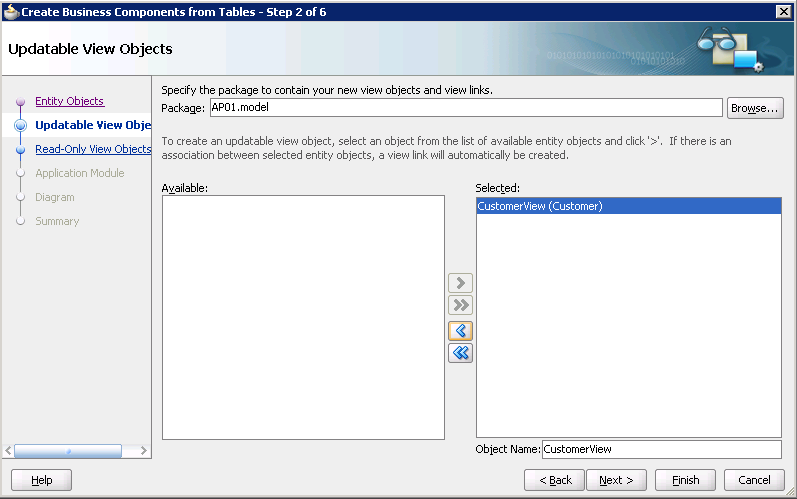 Create Business Components from Tables - Step 2 of 6
Updatable View Objects
Entity Objects
Updatable View Obje
Read-Only View Objects
Application Module
Diagram
Summary
Specify the package to contain your new view objects and view links.
Package: AP01.model Browse...
To create an updatable view object, select an object from the list of available entity objects and click '>'. If there is an
association between selected entity objects, a view link will automatically be created.
Available: Selected:
CustomerView (Customer)
Object Name: CustomerView
Help < Back Next > Finish Cancel